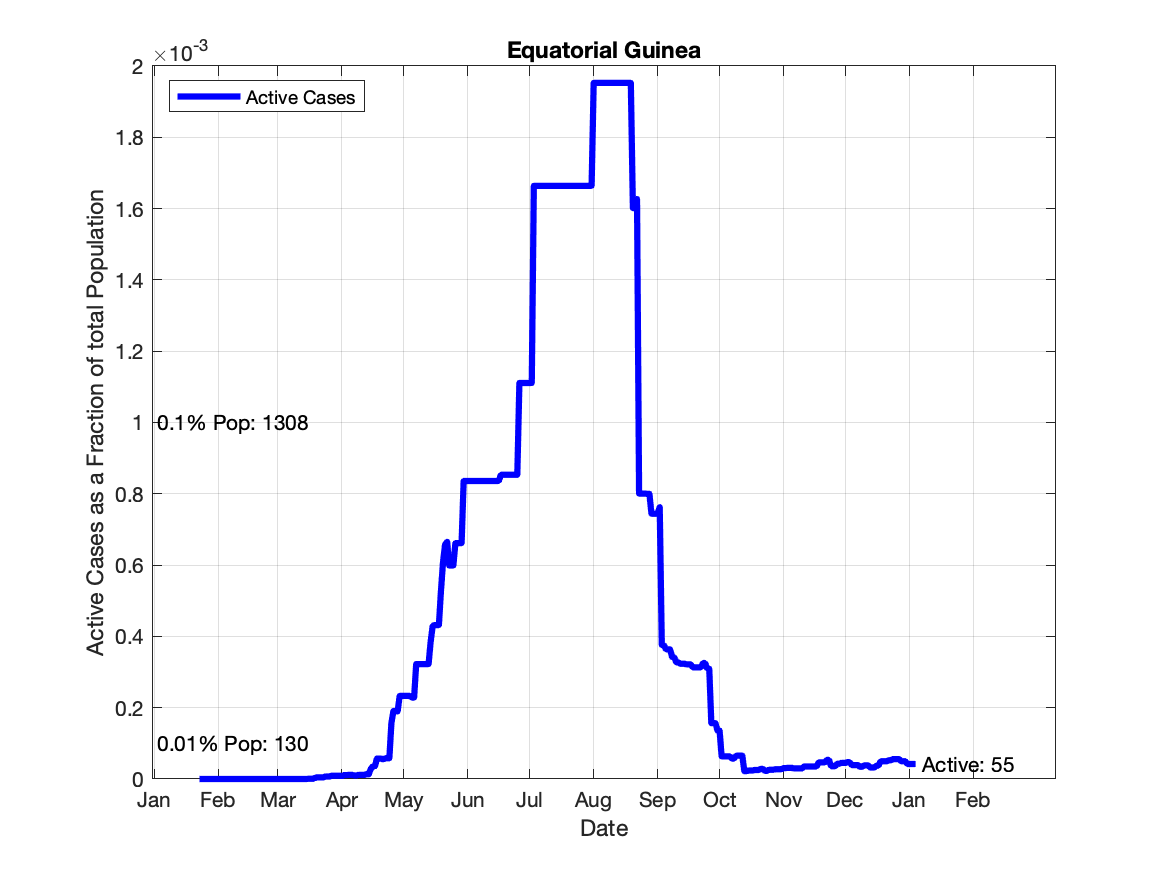 Equatorial Guinea
×10-3
Active Cases
2
1.8
1.6
1.4
1.2
1
0.8
0.6
0.4
0.2
0
Active Cases as a Fraction of total Population
0.1% Pop: 1308
0.01% Pop: 130
Active: 55
Jan Feb Mar Apr May Jun Jul Aug Sep Oct Nov Dec Jan Feb
Date